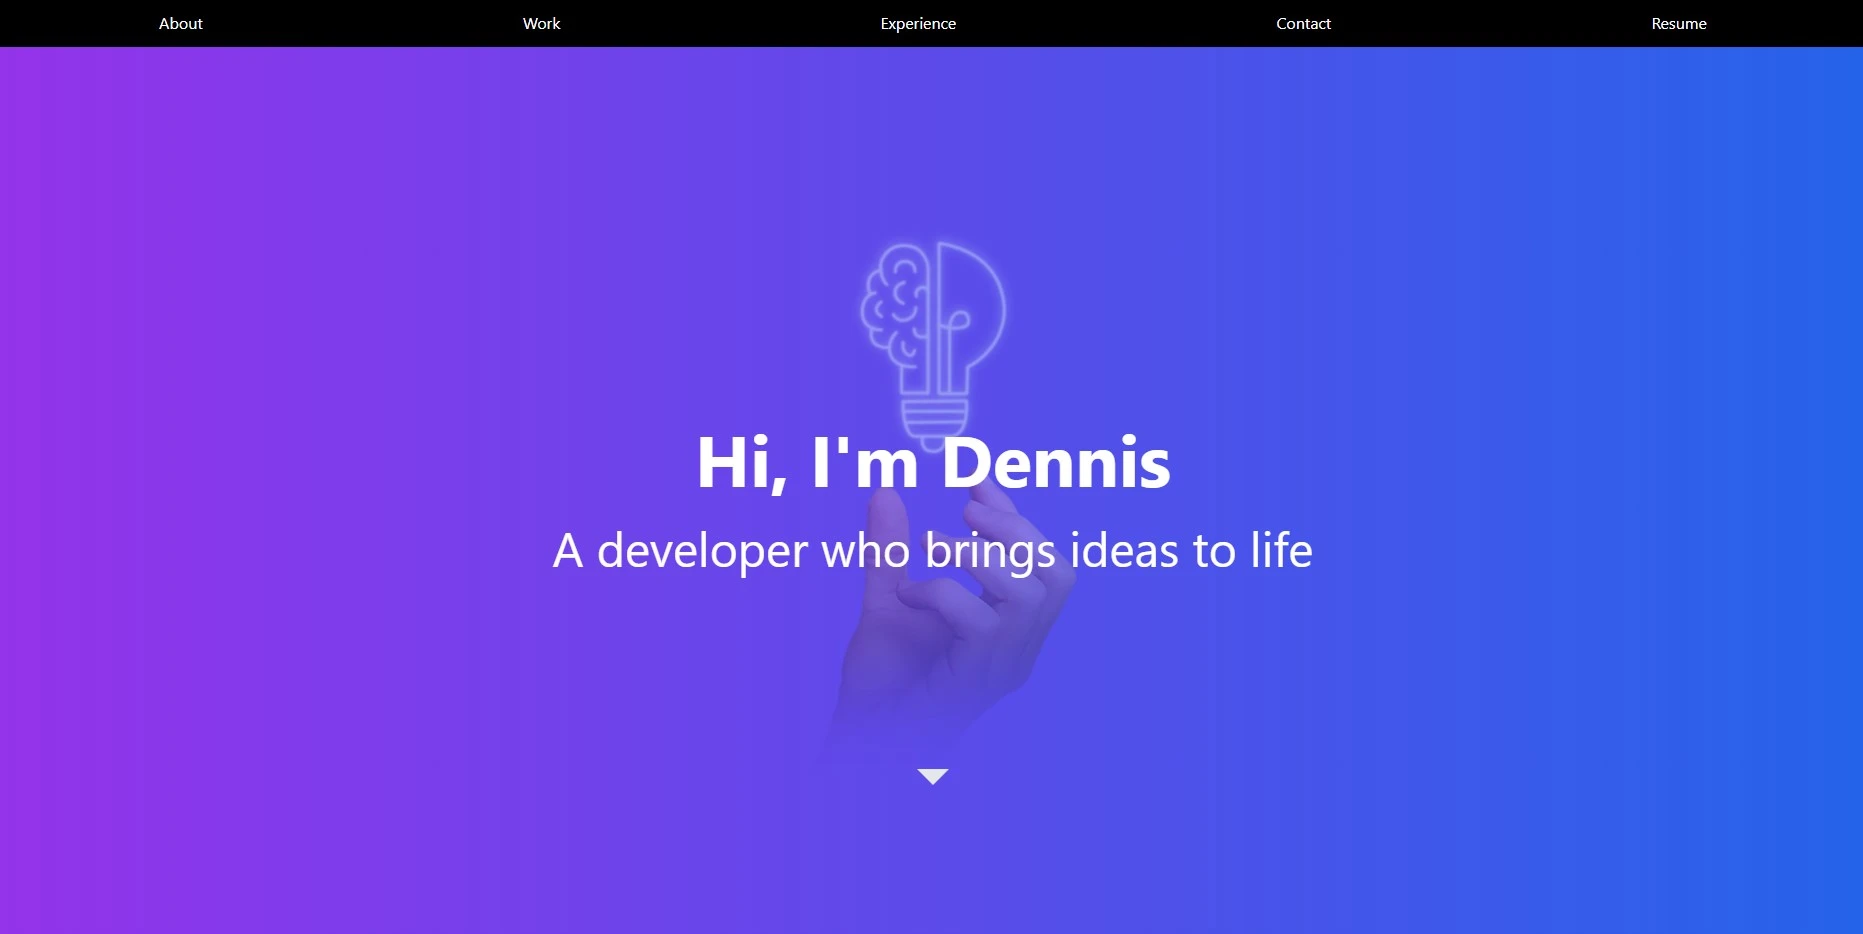 About Work Experience Contact Resume
Hi, I'm Dennis
A developer who brings ideas to life